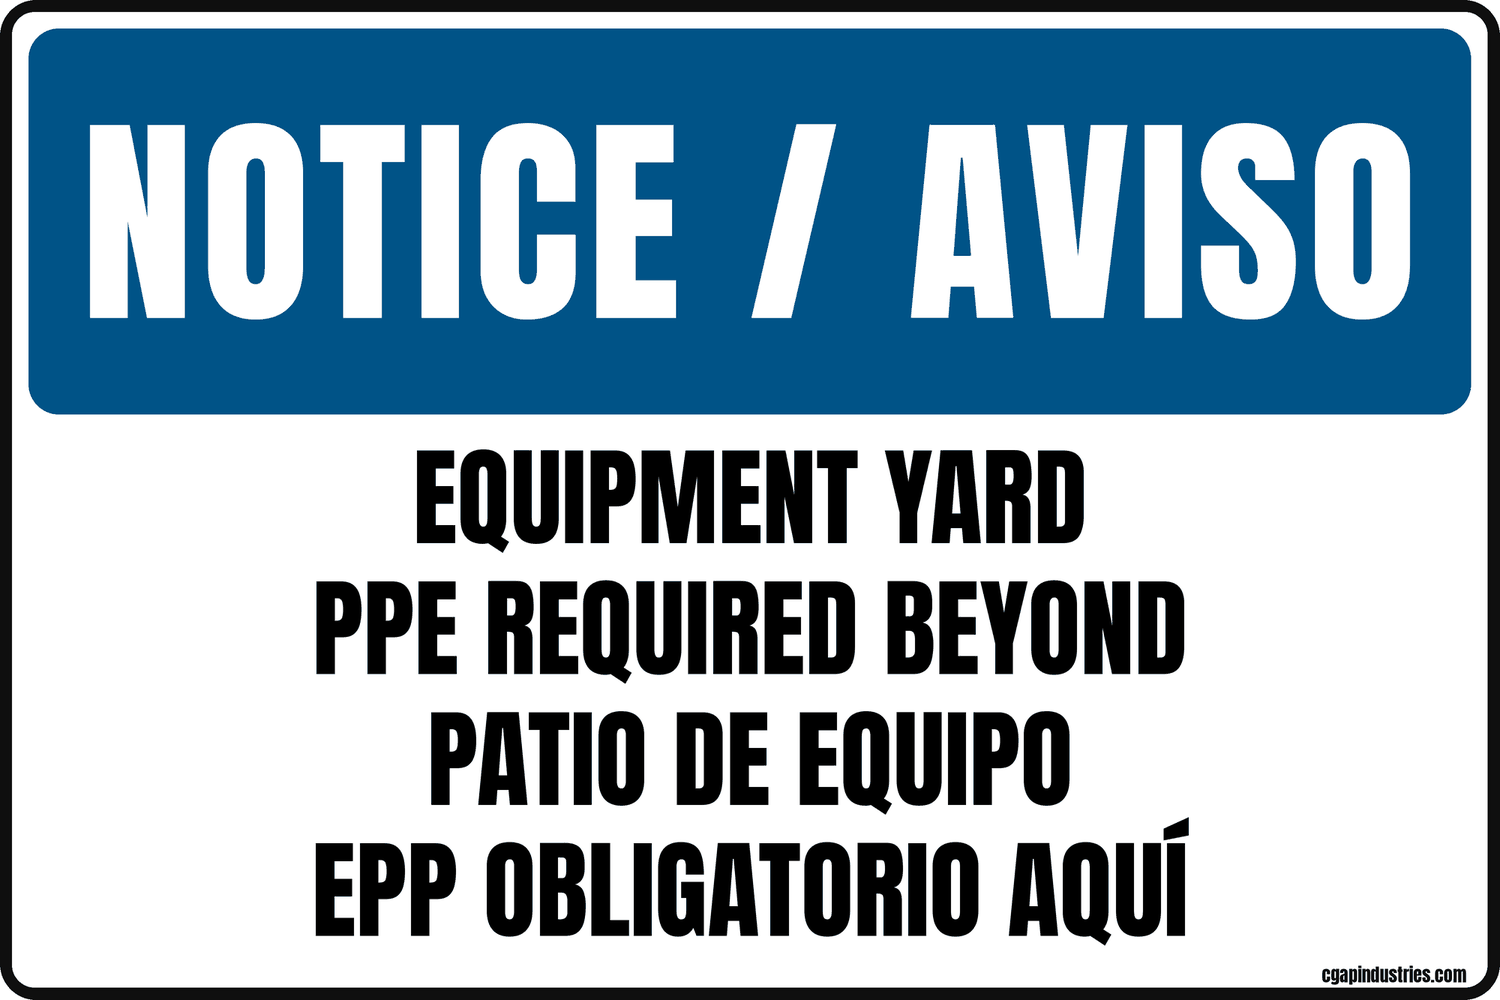 NOTICE / AVISO
EQUIPMENT YARD
PPE REQUIRED BEYOND
PATIO DE EQUIPO
EPP OBLIGATORIO AQUÍ
cgapindustries.com